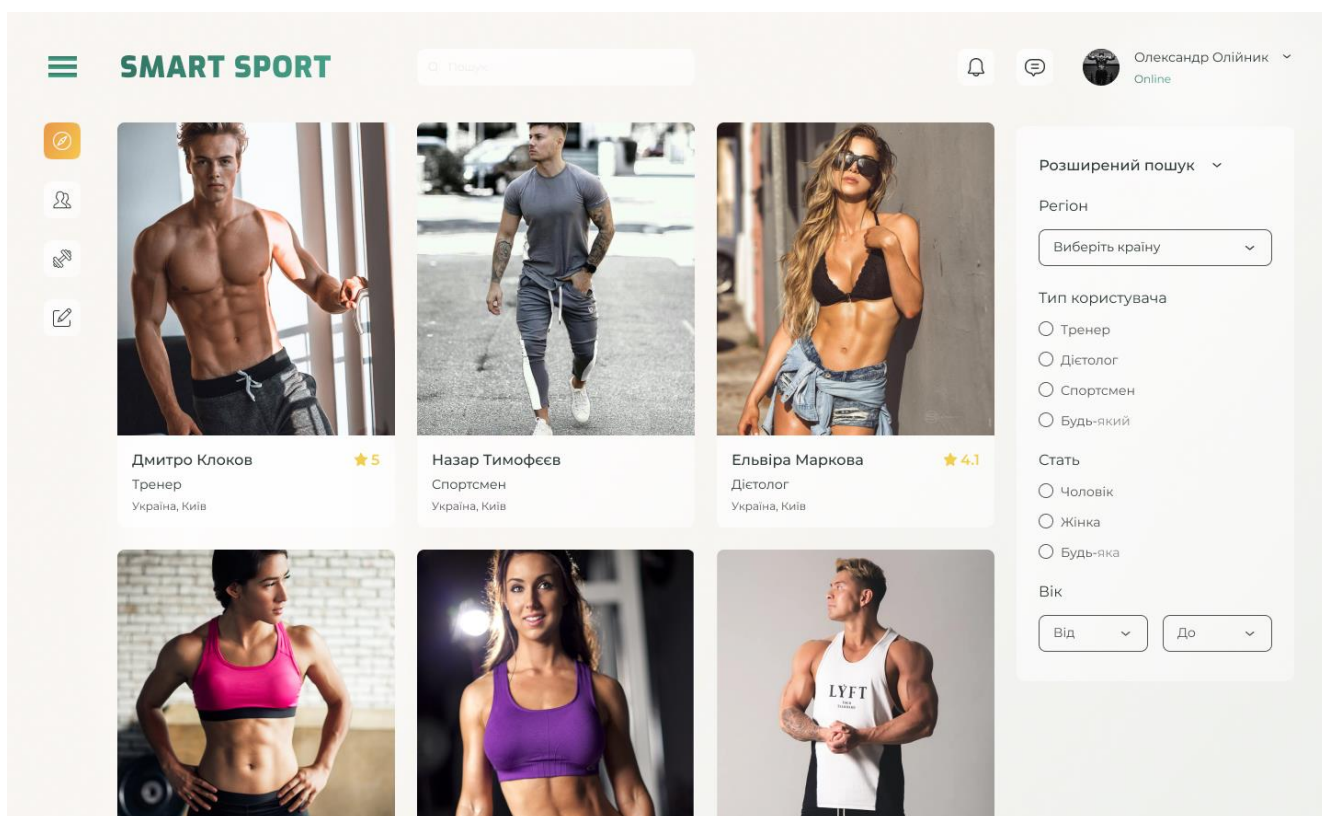 SMART SPORT
Пошук
Олександр Олійник
Online
Дмитро Клоков
5
Тренер
Україна, Київ
Назар Тимофєєв
Спортсмен
Україна, Київ
Ельвіра Маркова
4.1
Дієтолог
Україна, Київ
LYFT
Розширений пошук
Регіон
Виберіть країну
Тип користувача
Тренер
Дієтолог
Спортсмен
Будь-який
Стать
Чоловік
Жінка
Будь-яка
Вік
Від
До